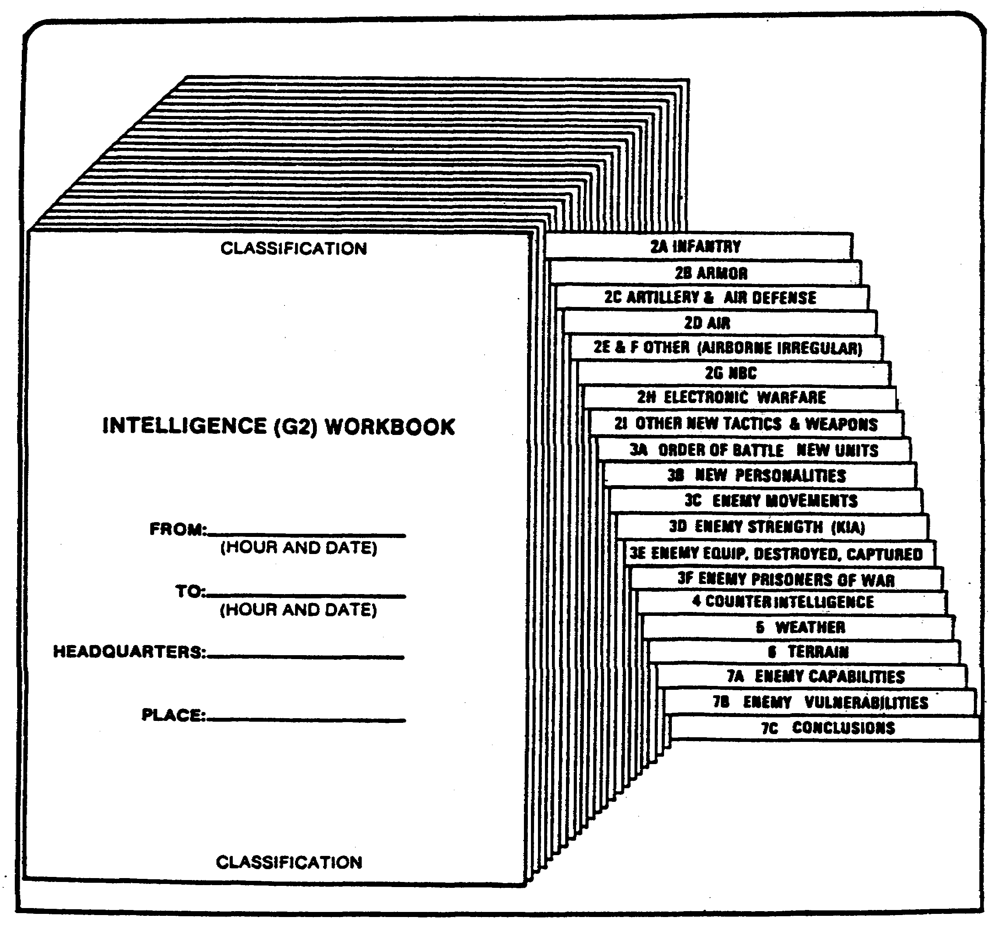 CLASSIFICATION
INTELLIGENCE (G2) WORKBOOK
FROM:
(HOUR AND DATE)
TO:
(HOUR AND DATE)
HEADQUARTERS:
PLACE:
CLASSIFICATION
2A INFANTRY
2B ARMOR
2C ARTILLERY & AIR DEFENSE
2D AIR
2E & F OTHER (AIRBORNE IRREGULAR)
2G NBC
2H ELECTRONIC WARFARE
2I OTHER NEW TACTICS & WEAPONS
3A ORDER OF BATTLE NEW UNITS
3B NEW PERSONALITIES
3C ENEMY MOVEMENTS
3D ENEMY STRENGTH (KIA)
3E ENEMY EQUIP. DESTROYED, CAPTURED
3F ENEMY PRISONERS OF WAR
4 COUNTER INTELLIGENCE
5 WEATHER
6 TERRAIN
7A ENEMY CAPABILITIES
7B ENEMY VULNERABILITIES
7C CONCLUSIONS